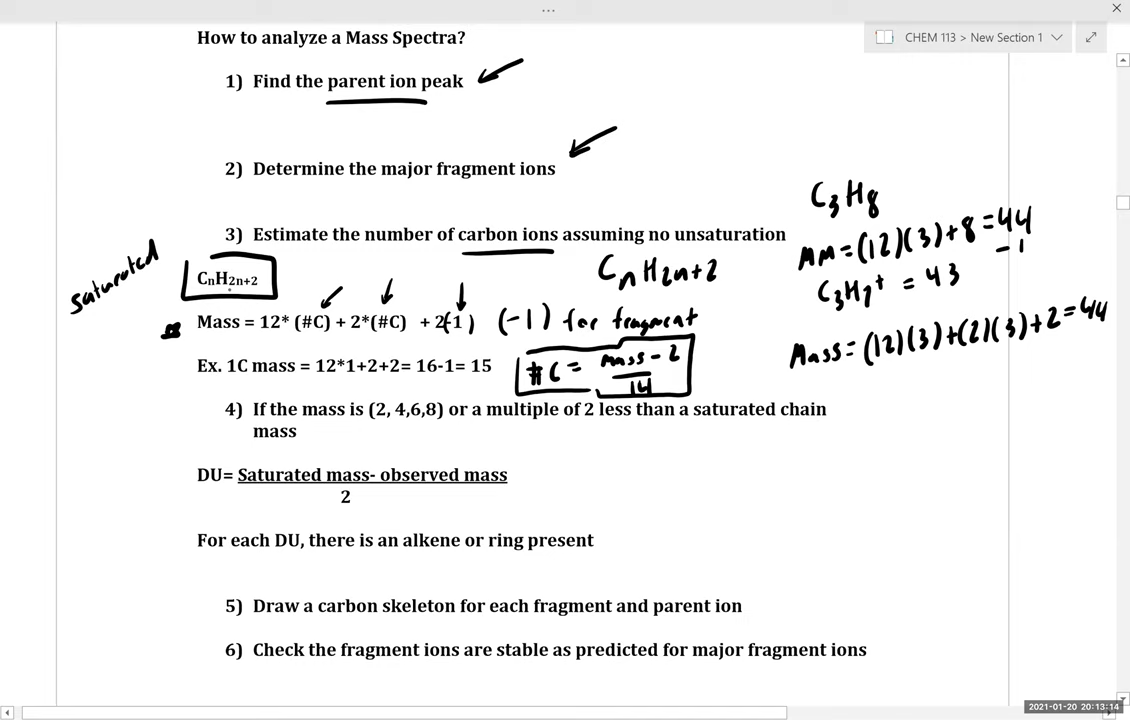 CHEM 113 > New Section 1
How to analyze a Mass Spectra?
1) Find the parent ion peak
2) Determine the major fragment ions
C3H8
3) Estimate the number of carbon ions assuming no unsaturation
MM = (12)(3)+8 = 44
-1
saturated
CnH2n+2
CnH2n+2
C3H7+ = 43
Mass = 12* (#C) + 2*(#C) + 2(-1) (-1) for fragment
Mass = (12)(3)+(2)(3)+2 = 44
Ex. 1C mass = 12*1+2+2= 16-1= 15
#C = mass - 2
14
4) If the mass is (2, 4,6,8) or a multiple of 2 less than a saturated chain
mass
DU= Saturated mass- observed mass
2
For each DU, there is an alkene or ring present
5) Draw a carbon skeleton for each fragment and parent ion
6) Check the fragment ions are stable as predicted for major fragment ions
2021-01-20 20:13:14